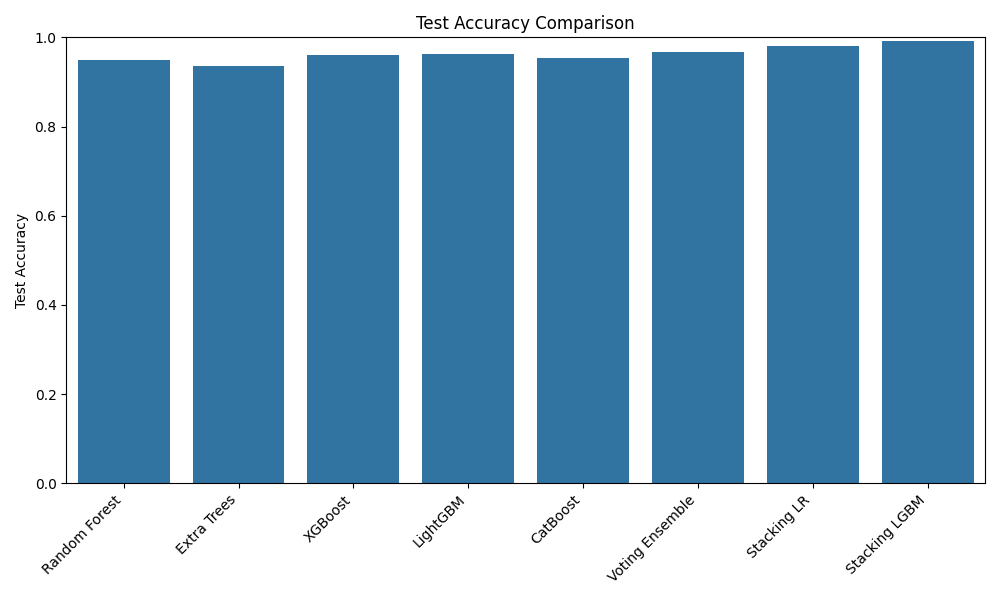 Test Accuracy Comparison
Test Accuracy
1.0
0.8
0.6
0.4
0.2
0.0
Random Forest
Extra Trees
XGBoost
LightGBM
CatBoost
Voting Ensemble
Stacking LR
Stacking LGBM